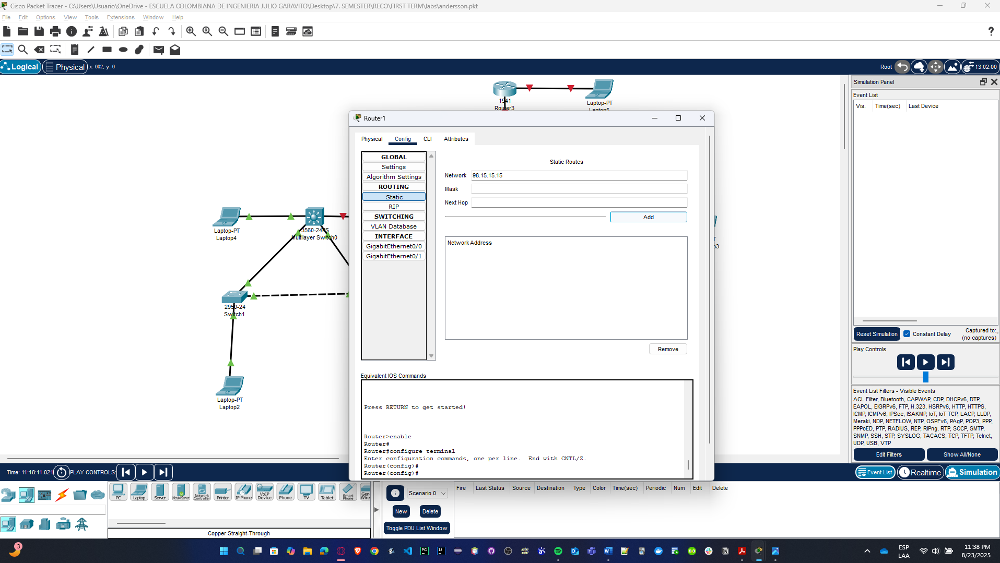 Cisco Packet Tracer - C:\Users\Usuario\OneDrive - ESCUELA COLOMBIANA DE INGENIERIA JULIO GARAVITO\Desktop\7. SEMESTER\RECO\FIRST TERM\labs\andersson.pkt
File Edit Options View Tools Extensions Window Help
?
Logical Physical x: 602, y: 6
Root 13:02:00
1941
Router3
Laptop-PT
Laptop5
Laptop-PT
Laptop4
3560-24PS
Multilayer Switch0
2950-24
Switch1
Laptop-PT
Laptop2
Router1
Physical Config CLI Attributes
GLOBAL
Settings
Algorithm Settings
ROUTING
Static
RIP
SWITCHING
VLAN Database
INTERFACE
GigabitEthernet0/0
GigabitEthernet0/1
Static Routes
Network 98.15.15.15
Mask
Next Hop
Add
Network Address
Remove
Equivalent IOS Commands
Press RETURN to get started!
Router>enable
Router#
Router#configure terminal
Enter configuration commands, one per line. End with CNTL/Z.
Router(config)#
Router(config)#
Simulation Panel
Event List
Vis. Time(sec) Last Device
Reset Simulation Constant Delay Captured to:
(no captures)
Play Controls
Event List Filters - Visible Events
ACL Filter, Bluetooth, CAPWAP, CDP, DHCPv6, DTP,
EAPOL, EIGRPv6, FTP, H.323, HSRPv6, HTTP, HTTPS,
ICMP, ICMPv6, IPSec, ISAKMP, IoT, IoT TCP, LACP, LLDP,
Meraki, NDP, NETFLOW, NTP, OSPFv6, PAgP, POP3, PPP,
PPPoED, PTP, RADIUS, REP, RIPng, RTP, SCCP, SMTP,
SNMP, SSH, STP, SYSLOG, TACACS, TCP, TFTP, Telnet,
UDP, USB, VTP
Edit Filters Show All/None
Time: 11:18:11.021 PLAY CONTROLS:
Event List Realtime Simulation
PC Laptop Server Meraki Server Network Controller Printer IP Phone VoIP Device Phone TV Tablet Smart Phone
Copper Straight-Through
Scenario 0
New Delete
Toggle PDU List Window
Fire Last Status Source Destination Type Color Time(sec) Periodic Num Edit Delete
3
ESP
LAA
11:38 PM
8/23/2025